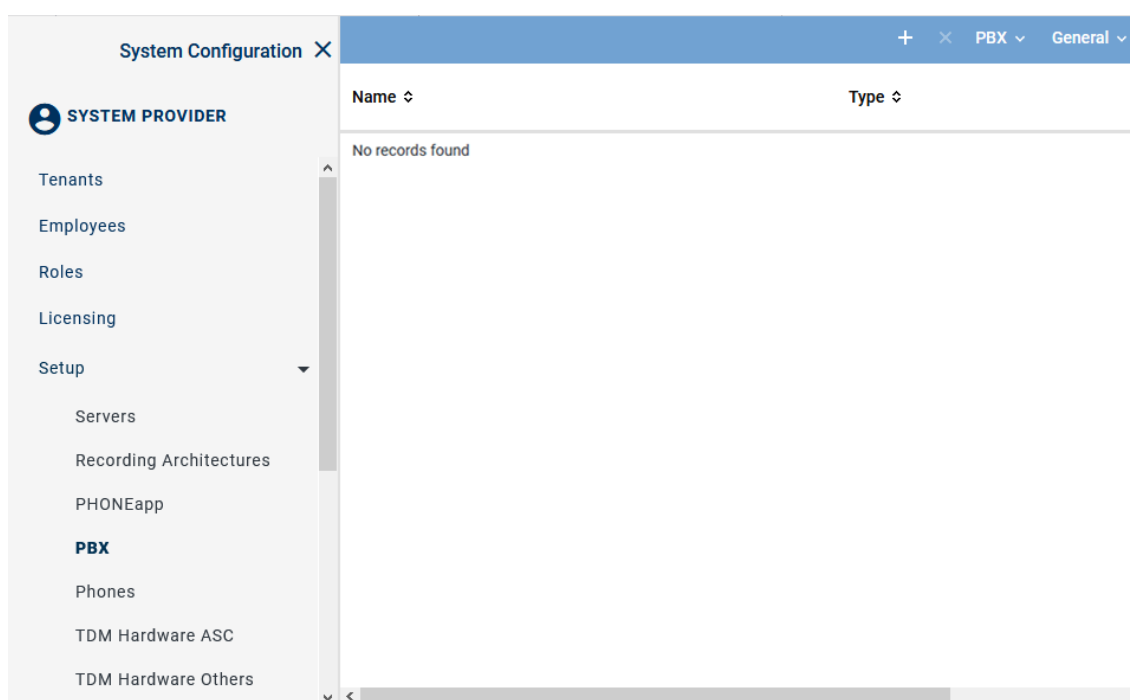 System Configuration
PBX General
SYSTEM PROVIDER
Name Type
No records found
Tenants
Employees
Roles
Licensing
Setup
Servers
Recording Architectures
PHONEapp
PBX
Phones
TDM Hardware ASC
TDM Hardware Others